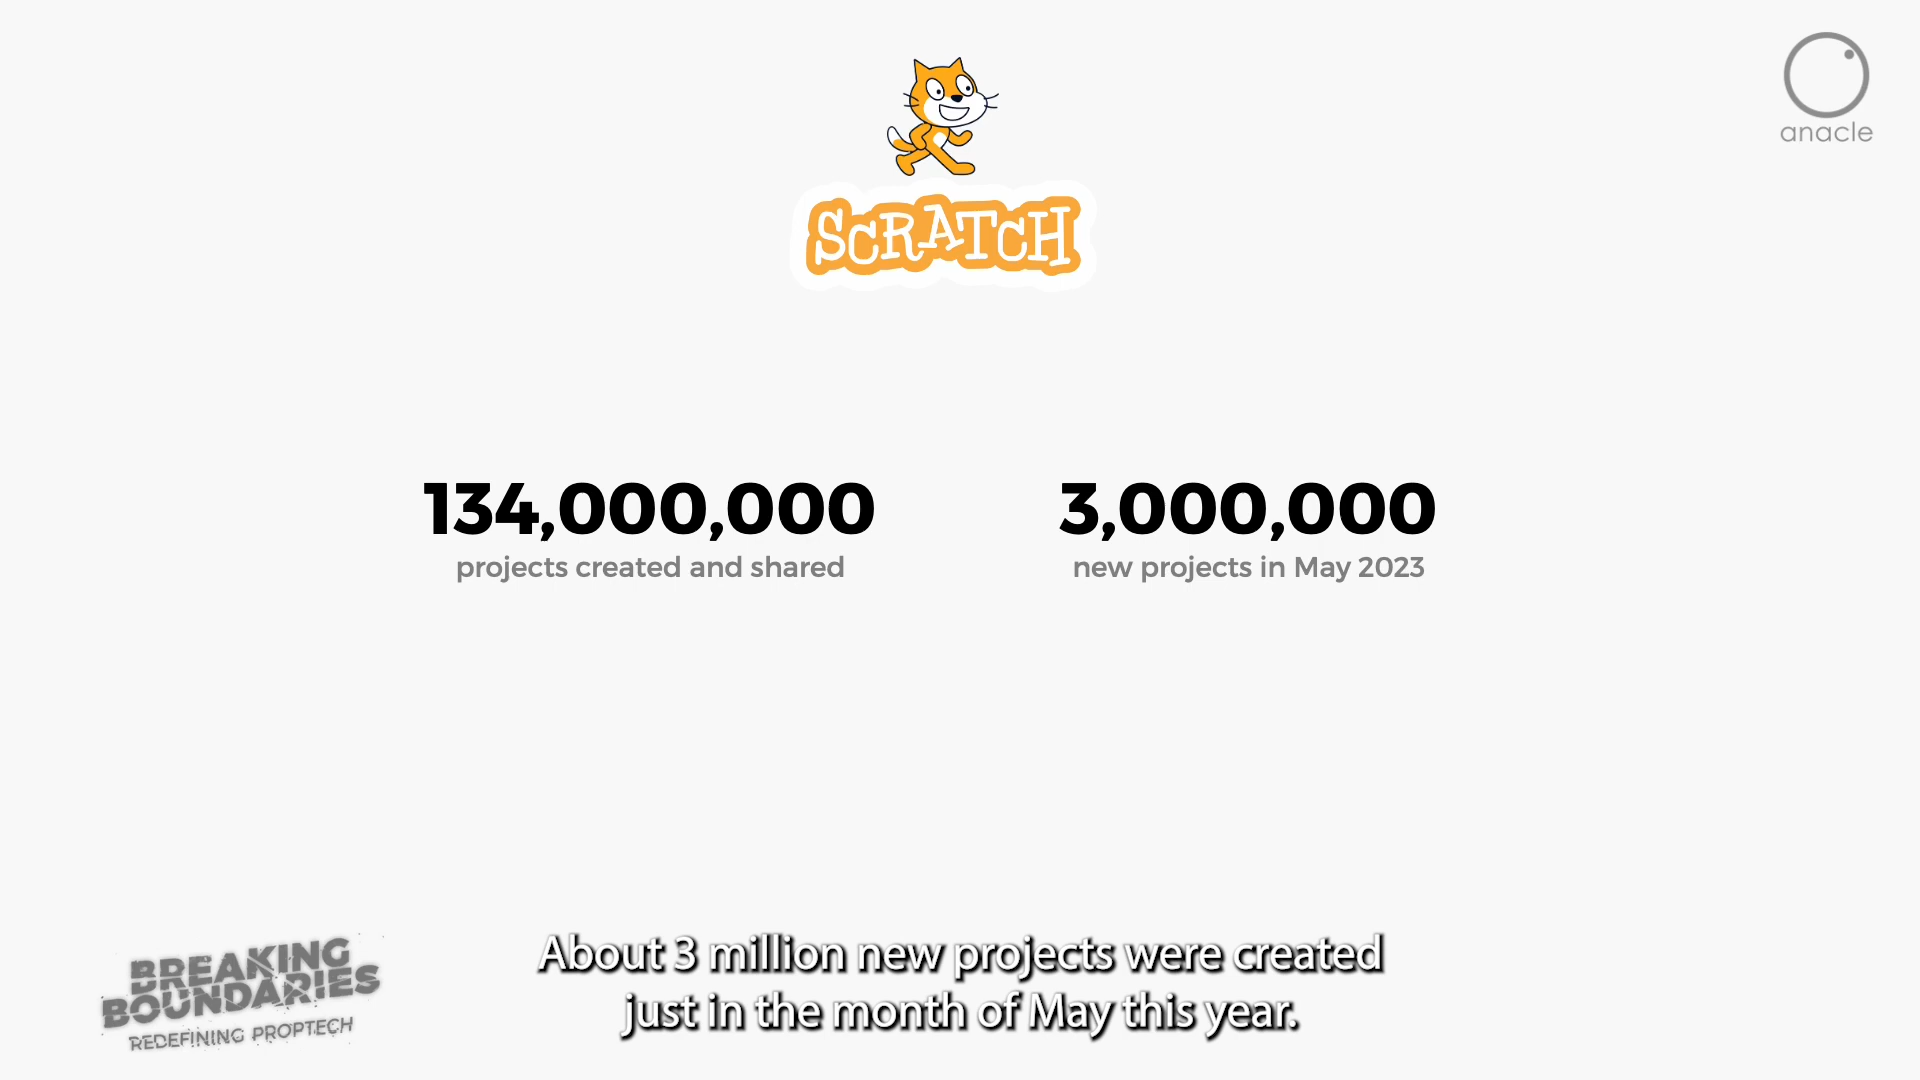 anacle
SCRATCH
134,000,000
projects created and shared
3,000,000
new projects in May 2023
BREAKING
BOUNDARIES
REDEFINING PROPTECH
About 3 million new projects were created
just in the month of May this year.